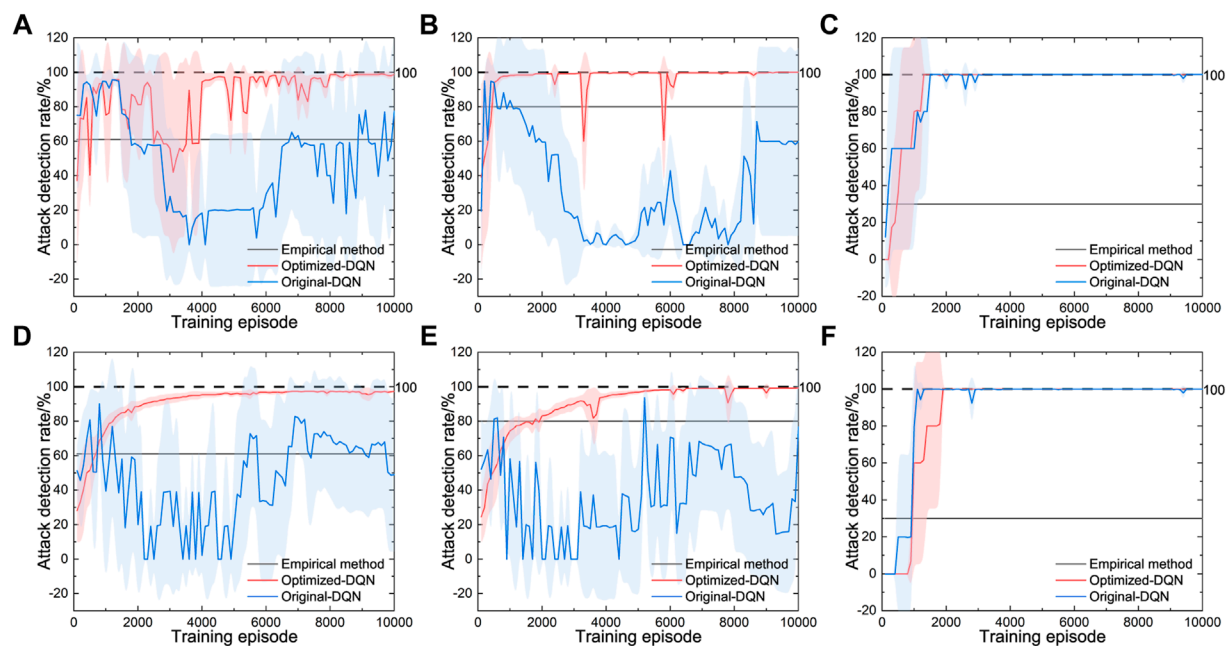 A
Attack detection rate/%
120
100
80
60
40
20
0
-20
100
Empirical method
Optimized-DQN
Original-DQN
0 2000 4000 6000 8000 10000
Training episode
B
Attack detection rate/%
120
100
80
60
40
20
0
-20
100
Empirical method
Optimized-DQN
Original-DQN
0 2000 4000 6000 8000 10000
Training episode
C
Attack detection rate/%
120
100
80
60
40
20
0
-20
100
Empirical method
Optimized-DQN
Original-DQN
0 2000 4000 6000 8000 10000
Training episode
D
Attack detection rate/%
120
100
80
60
40
20
0
-20
100
Empirical method
Optimized-DQN
Original-DQN
0 2000 4000 6000 8000 10000
Training episode
E
Attack detection rate/%
120
100
80
60
40
20
0
-20
100
Empirical method
Optimized-DQN
Original-DQN
0 2000 4000 6000 8000 10000
Training episode
F
Attack detection rate/%
120
100
80
60
40
20
0
-20
100
Empirical method
Optimized-DQN
Original-DQN
0 2000 4000 6000 8000 10000
Training episode